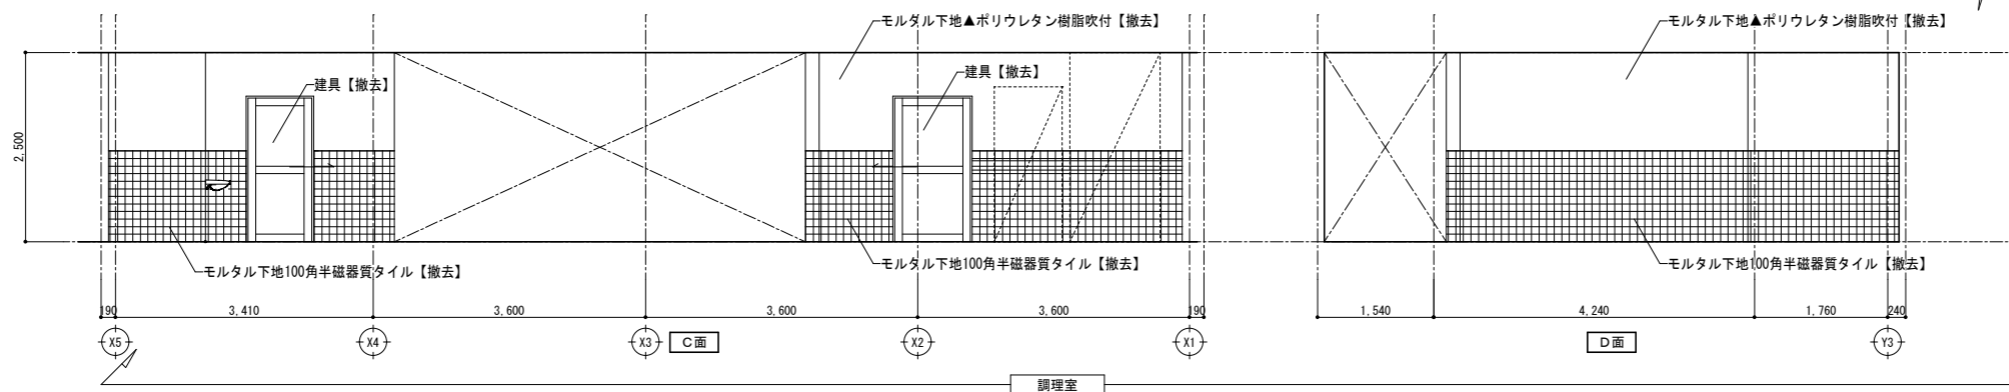 モルタル下地▲ポリウレタン樹脂吹付【撤去】
モルタル下地▲ポリウレタン樹脂吹付【撤去】
建具【撤去】
建具【撤去】
2,500
モルタル下地100角半磁器質タイル【撤去】
モルタル下地100角半磁器質タイル【撤去】
モルタル下地100角半磁器質タイル【撤去】
190 3,410 3,600 3,600 3,600 190 1,540 4,240 1,760 240
X5 X4 X3 C面 X2 X1 D面 Y3
調理室